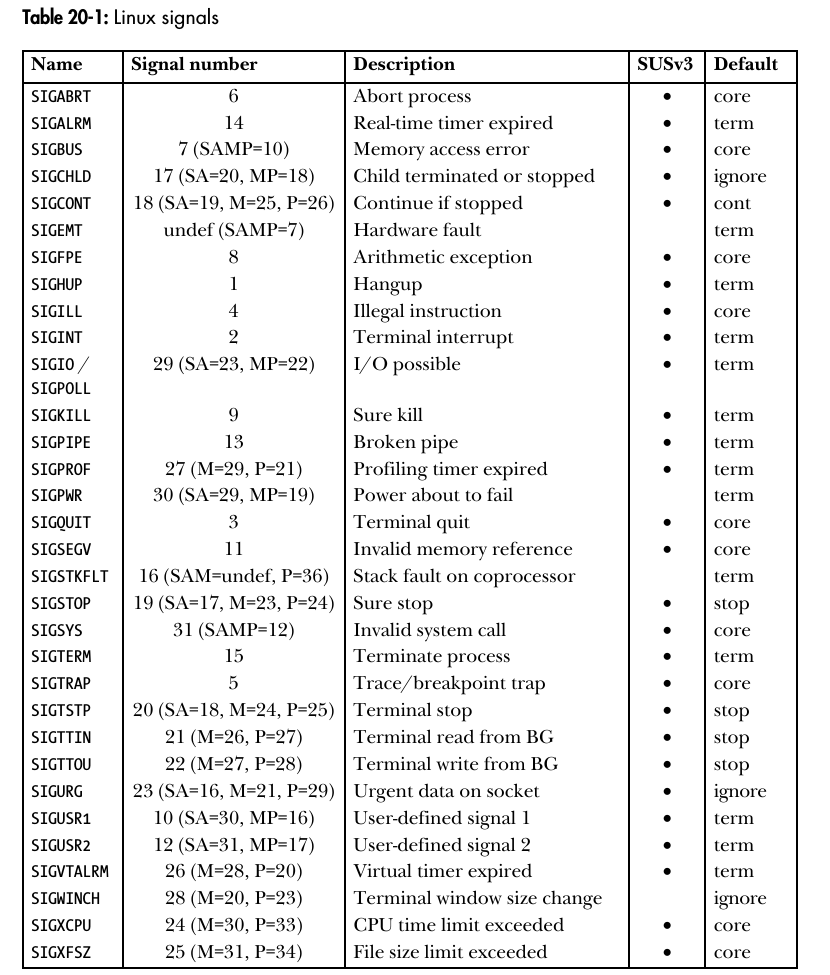 Table 20-1: Linux signals
Name Signal number Description SUSv3 Default
SIGABRT 6 Abort process • core
SIGALRM 14 Real-time timer expired • term
SIGBUS 7 (SAMP=10) Memory access error • core
SIGCHLD 17 (SA=20, MP=18) Child terminated or stopped • ignore
SIGCONT 18 (SA=19, M=25, P=26) Continue if stopped • cont
SIGEMT undef (SAMP=7) Hardware fault term
SIGFPE 8 Arithmetic exception • core
SIGHUP 1 Hangup • term
SIGILL 4 Illegal instruction • core
SIGINT 2 Terminal interrupt • term
SIGIO / 29 (SA=23, MP=22) I/O possible • term
SIGPOLL
SIGKILL 9 Sure kill • term
SIGPIPE 13 Broken pipe • term
SIGPROF 27 (M=29, P=21) Profiling timer expired • term
SIGPWR 30 (SA=29, MP=19) Power about to fail term
SIGQUIT 3 Terminal quit • core
SIGSEGV 11 Invalid memory reference • core
SIGSTKFLT 16 (SAM=undef, P=36) Stack fault on coprocessor term
SIGSTOP 19 (SA=17, M=23, P=24) Sure stop • stop
SIGSYS 31 (SAMP=12) Invalid system call • core
SIGTERM 15 Terminate process • term
SIGTRAP 5 Trace/breakpoint trap • core
SIGTSTP 20 (SA=18, M=24, P=25) Terminal stop • stop
SIGTTIN 21 (M=26, P=27) Terminal read from BG • stop
SIGTTOU 22 (M=27, P=28) Terminal write from BG • stop
SIGURG 23 (SA=16, M=21, P=29) Urgent data on socket • ignore
SIGUSR1 10 (SA=30, MP=16) User-defined signal 1 • term
SIGUSR2 12 (SA=31, MP=17) User-defined signal 2 • term
SIGVTALRM 26 (M=28, P=20) Virtual timer expired • term
SIGWINCH 28 (M=20, P=23) Terminal window size change ignore
SIGXCPU 24 (M=30, P=33) CPU time limit exceeded • core
SIGXFSZ 25 (M=31, P=34) File size limit exceeded • core